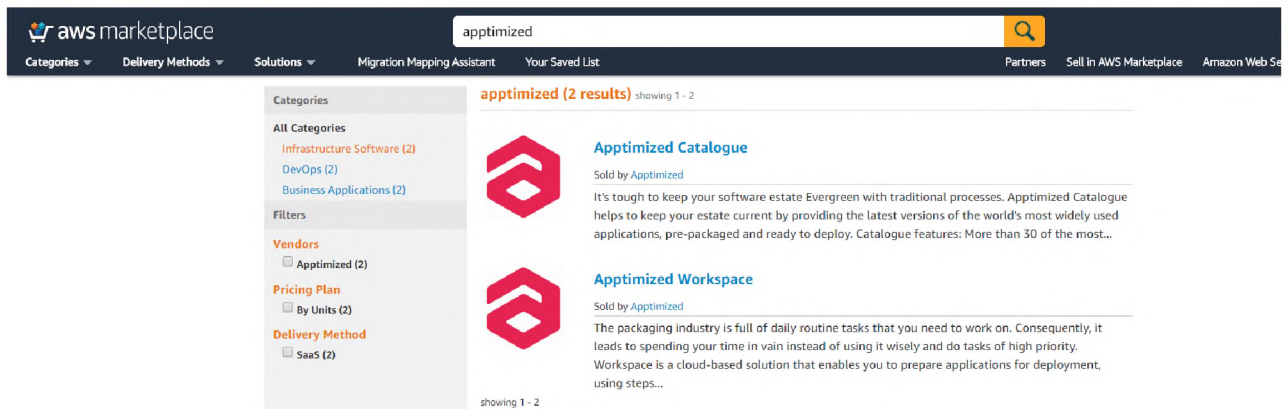 aws marketplace
apptimized
Categories
Delivery Methods
Solutions
Migration Mapping Assistant
Your Saved List
Partners
Sell in AWS Marketplace
Amazon Web Se
Categories
All Categories
Infrastructure Software (2)
DevOps (2)
Business Applications (2)
Filters
Vendors
Apptimized (2)
Pricing Plan
By Units (2)
Delivery Method
SaaS (2)
apptimized (2 results) showing 1 - 2
Apptimized Catalogue
Sold by Apptimized
It's tough to keep your software estate Evergreen with traditional processes. Apptimized Catalogue
helps to keep your estate current by providing the latest versions of the world's most widely used
applications, pre-packaged and ready to deploy. Catalogue features: More than 30 of the most...
Apptimized Workspace
Sold by Apptimized
The packaging industry is full of daily routine tasks that you need to work on. Consequently, it
leads to spending your time in vain instead of using it wisely and do tasks of high priority.
Workspace is a cloud-based solution that enables you to prepare applications for deployment,
using steps...
showing 1 - 2